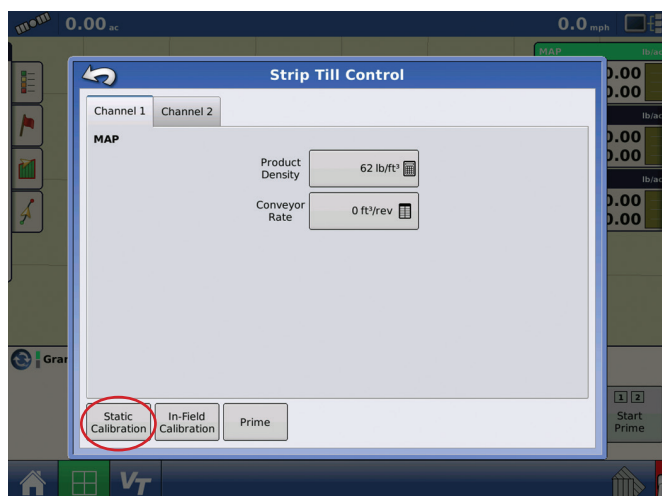 0.00 ac
0.0 mph
MAP lb/ac
Strip Till Control
0.00
0.00
Channel 1 Channel 2
lb/ac
MAP
0.00
0.00
Product
Density
62 lb/ft³
lb/ac
Conveyor
Rate
0 ft³/rev
0.00
0.00
Gran
1 2
Start
Prime
Static
Calibration
In-Field
Calibration
Prime
VT